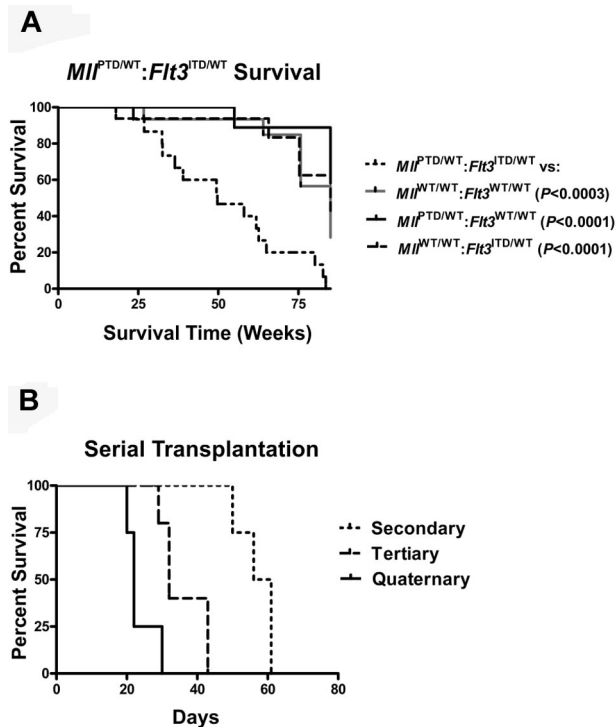 A
Mll^PTD/WT:Flt3^ITD/WT Survival
Percent Survival
100
80
60
40
20
0
0 25 50 75
Survival Time (Weeks)
Mll^PTD/WT:Flt3^ITD/WT vs:
Mll^WT/WT:Flt3^WT/WT (P<0.0003)
Mll^PTD/WT:Flt3^WT/WT (P<0.0001)
Mll^WT/WT:Flt3^ITD/WT (P<0.0001)
B
Serial Transplantation
Percent Survival
100
75
50
25
0
0 20 40 60 80
Days
Secondary
Tertiary
Quaternary